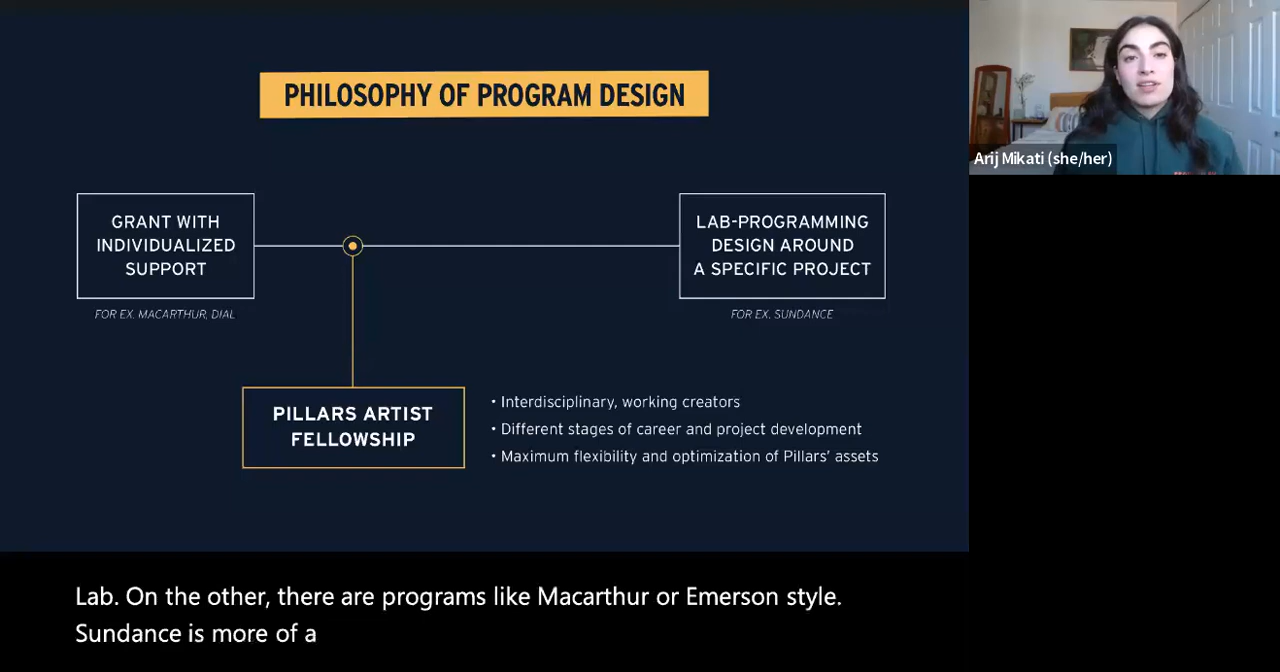 PHILOSOPHY OF PROGRAM DESIGN
GRANT WITH
INDIVIDUALIZED
SUPPORT
FOR EX. MACARTHUR, DIAL
LAB-PROGRAMMING
DESIGN AROUND
A SPECIFIC PROJECT
FOR EX. SUNDANCE
PILLARS ARTIST
FELLOWSHIP
• Interdisciplinary, working creators
• Different stages of career and project development
• Maximum flexibility and optimization of Pillars' assets
Arij Mikati (she/her)
Lab. On the other, there are programs like Macarthur or Emerson style.
Sundance is more of a